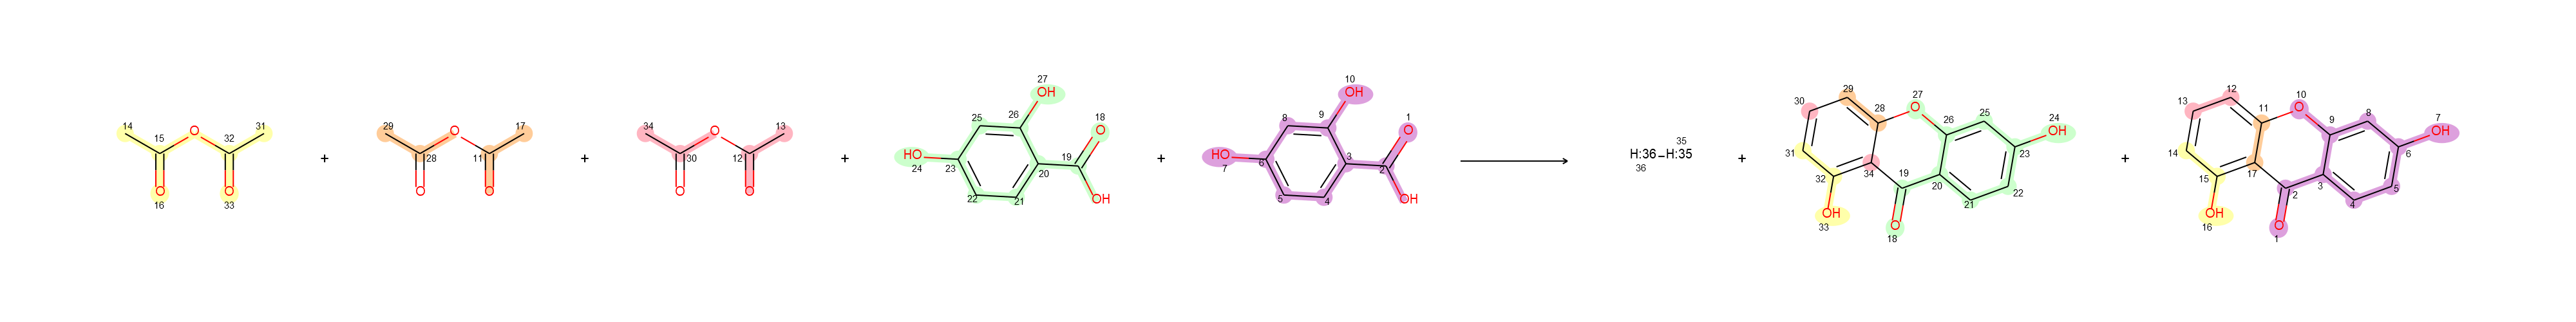 14 15 16 O O O 32 31 33
+
29 28 O O O 11 17
+
34 30 O O O 12 13
+
27 OH 26 25 HO 24 23 22 21 20 19 18 O OH
+
10 OH 9 8 HO 7 6 5 4 3 2 1 O OH
35
H:36–H:35
36
+
29 30 28 31 32 34 OH 33 O 27 26 25 24 OH 23 22 21 20 19 O 18
+
12 13 11 14 15 17 OH 16 O 10 9 8 7 OH 6 5 4 3 2 O 1